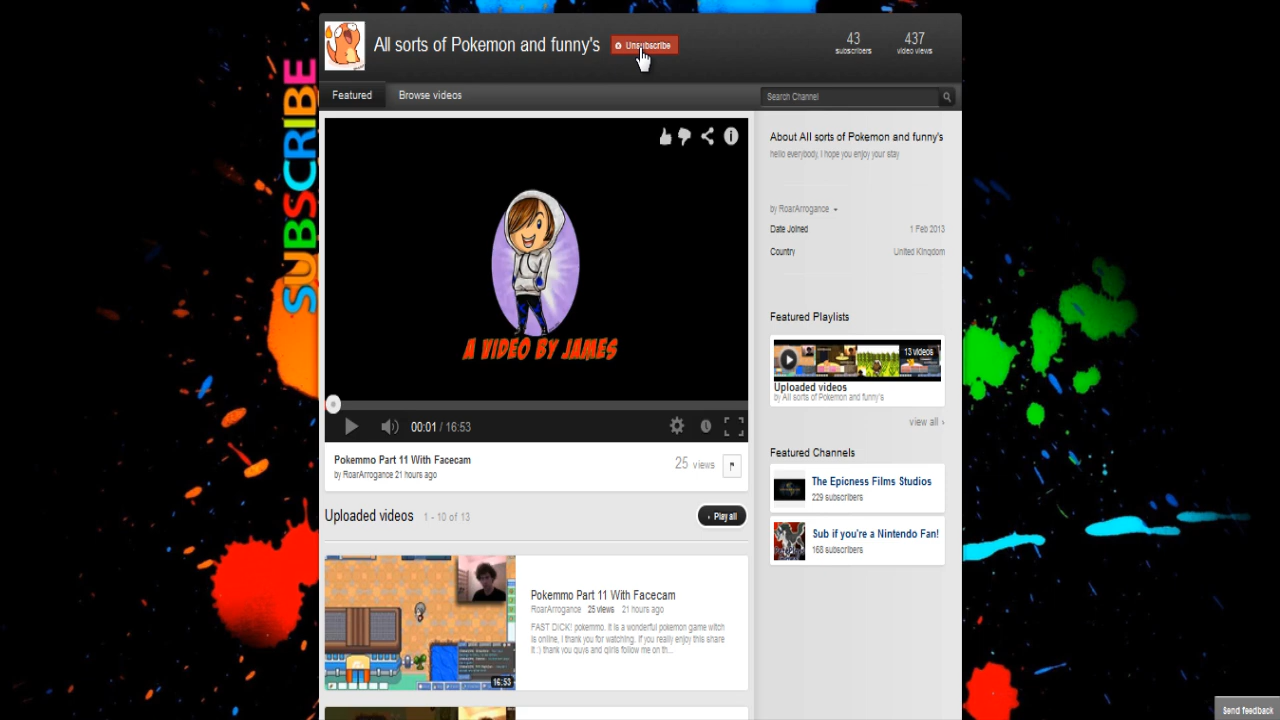 SUBSCRIBE
All sorts of Pokemon and funny's
Unsubscribe
43
subscribers
437
video views
Featured
Browse videos
Search Channel
A VIDEO BY JAMES
00:01 / 16:53
Pokemmo Part 11 With Facecam
by RoarArrogance 21 hours ago
25 views
Uploaded videos 1 - 10 of 13
Play all
16:53
Pokemmo Part 11 With Facecam
RoarArrogance 25 views 21 hours ago
FAST DICK! pokemmo. It is a wonderful pokemon game witch
is online, I thank you for watching. If you really enjoy this share
it :) thank you guys and girls follow me on th...
About All sorts of Pokemon and funny's
hello everybody, I hope you enjoy your stay
by RoarArrogance
Date Joined 1 Feb 2013
Country United Kingdom
Featured Playlists
13 videos
Uploaded videos
by All sorts of Pokemon and funny's
view all
Featured Channels
The Epicness Films Studios
229 subscribers
Sub if you're a Nintendo Fan!
168 subscribers
Send feedback